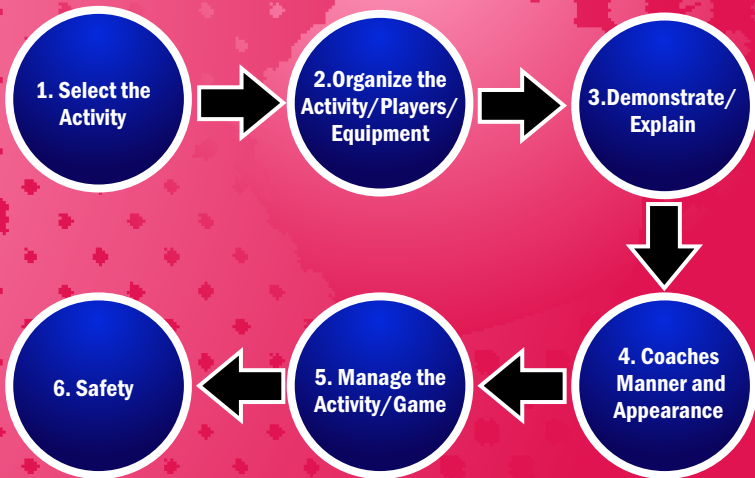 1. Select the
Activity
2.Organize the
Activity/Players/
Equipment
3.Demonstrate/
Explain
4. Coaches
Manner and
Appearance
5. Manage the
Activity/Game
6. Safety